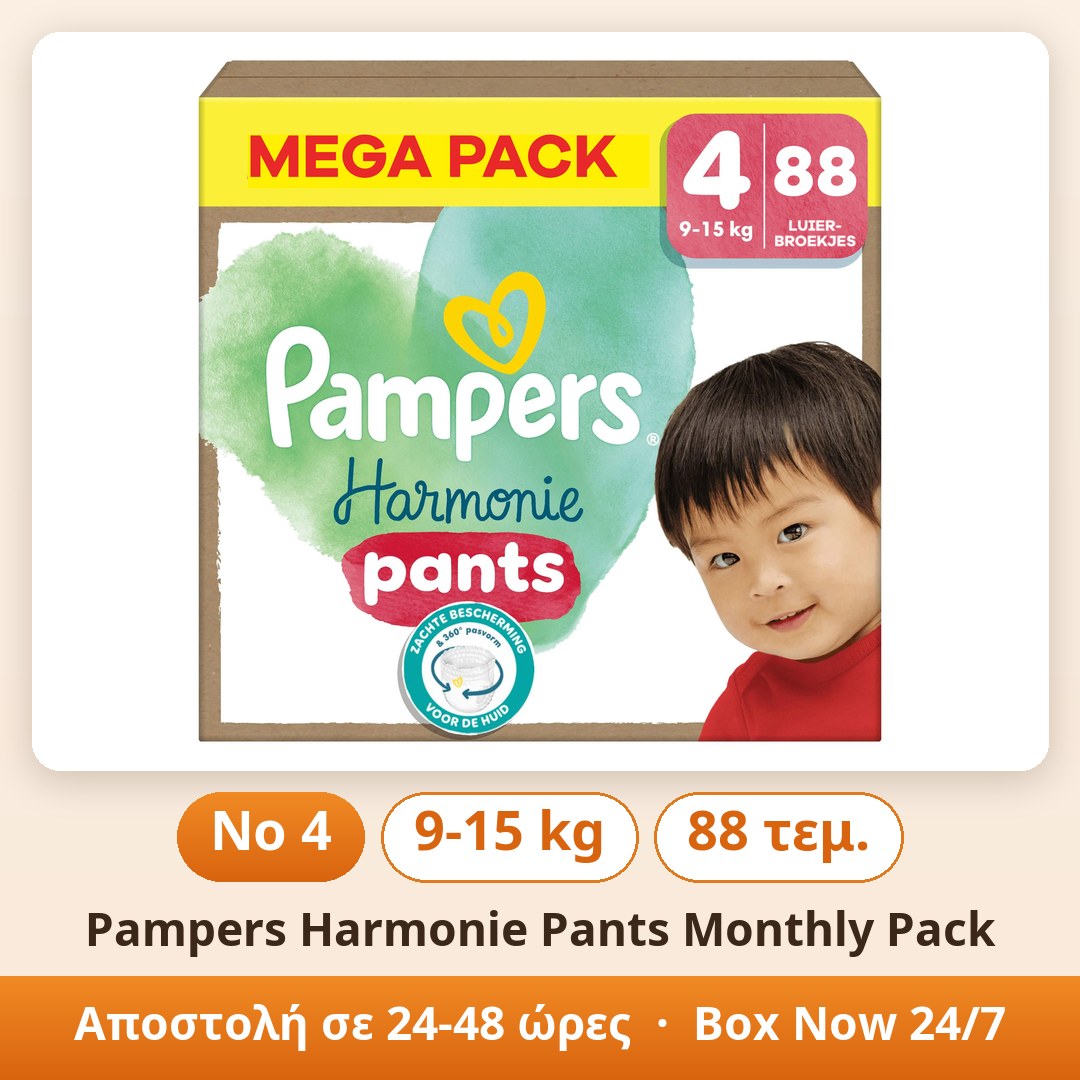 MEGA PACK
4
9-15 kg
88
LUIER-
BROEKJES
Pampers®
Harmonie
pants
ZACHTE BESCHERMING
& 360° pasvorm
VOOR DE HUID
No 4
9-15 kg
88 τεμ.
Pampers Harmonie Pants Monthly Pack
Αποστολή σε 24-48 ώρες · Box Now 24/7